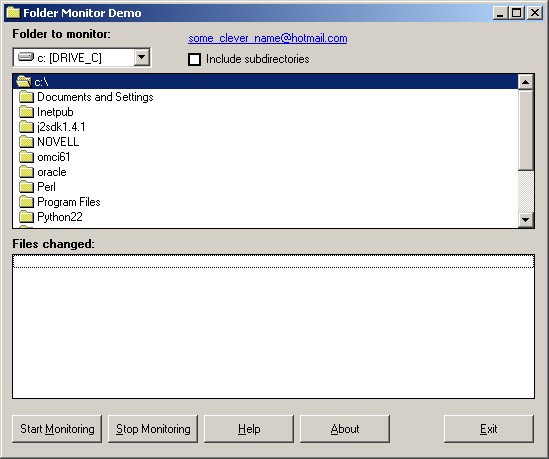 Folder Monitor Demo
Folder to monitor:
some_clever_name@hotmail.com
c: [DRIVE_C]
Include subdirectories
c:\
Documents and Settings
Inetpub
j2sdk1.4.1
NOVELL
omci61
oracle
Perl
Program Files
Python22
Files changed:
Start Monitoring
Stop Monitoring
Help
About
Exit